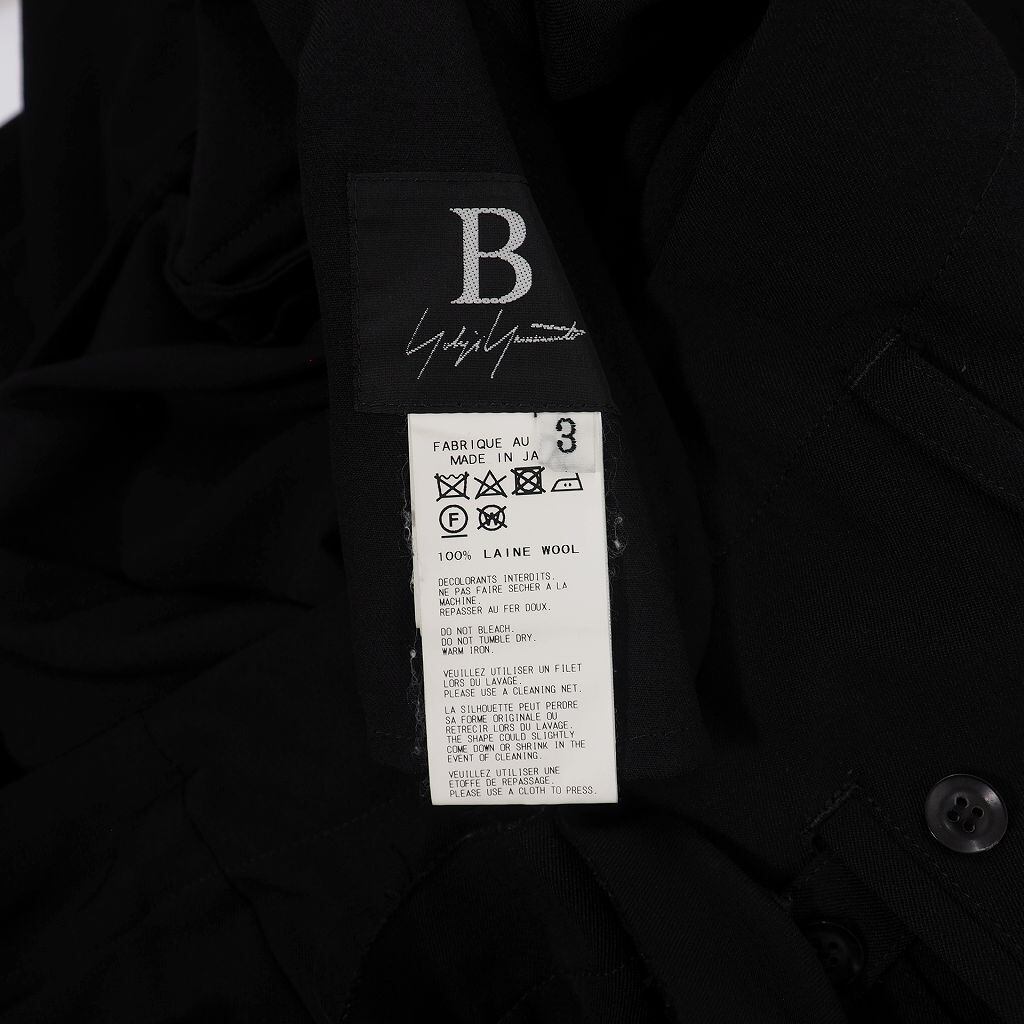 B
Yohji Yamamoto
3
FABRIQUE AU
MADE IN JA
F
W
100% LAINE WOOL
DECOLORANTS INTERDITS.
NE PAS FAIRE SECHER A LA
MACHINE.
REPASSER AU FER DOUX.
DO NOT BLEACH.
DO NOT TUMBLE DRY.
WARM IRON.
VEUILLEZ UTILISER UN FILET
LORS DU LAVAGE.
PLEASE USE A CLEANING NET.
LA SILHOUETTE PEUT PERDRE
SA FORME ORIGINALE OU
RETRECIR LORS DU LAVAGE.
THE SHAPE COULD SLIGHTLY
COME DOWN OR SHRINK IN THE
EVENT OF CLEANING.
VEUILLEZ UTILISER UNE
ETOFFE DE REPASSAGE.
PLEASE USE A CLOTH TO PRESS.